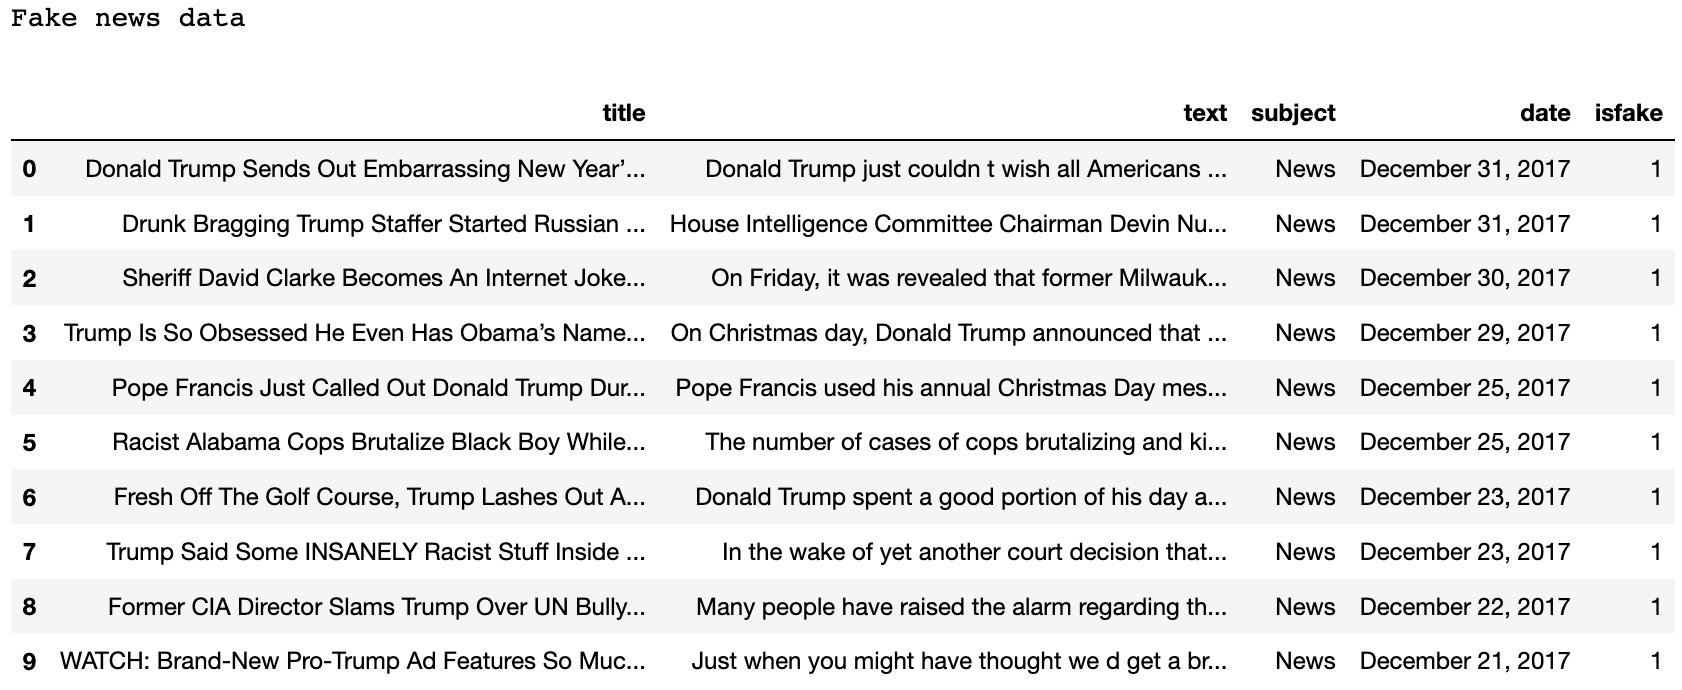 Fake news data
title text subject date isfake
0 Donald Trump Sends Out Embarrassing New Year’... Donald Trump just couldn t wish all Americans ... News December 31, 2017 1
1 Drunk Bragging Trump Staffer Started Russian ... House Intelligence Committee Chairman Devin Nu... News December 31, 2017 1
2 Sheriff David Clarke Becomes An Internet Joke... On Friday, it was revealed that former Milwauk... News December 30, 2017 1
3 Trump Is So Obsessed He Even Has Obama’s Name... On Christmas day, Donald Trump announced that ... News December 29, 2017 1
4 Pope Francis Just Called Out Donald Trump Dur... Pope Francis used his annual Christmas Day mes... News December 25, 2017 1
5 Racist Alabama Cops Brutalize Black Boy While... The number of cases of cops brutalizing and ki... News December 25, 2017 1
6 Fresh Off The Golf Course, Trump Lashes Out A... Donald Trump spent a good portion of his day a... News December 23, 2017 1
7 Trump Said Some INSANELY Racist Stuff Inside ... In the wake of yet another court decision that... News December 23, 2017 1
8 Former CIA Director Slams Trump Over UN Bully... Many people have raised the alarm regarding th... News December 22, 2017 1
9 WATCH: Brand-New Pro-Trump Ad Features So Muc... Just when you might have thought we d get a br... News December 21, 2017 1